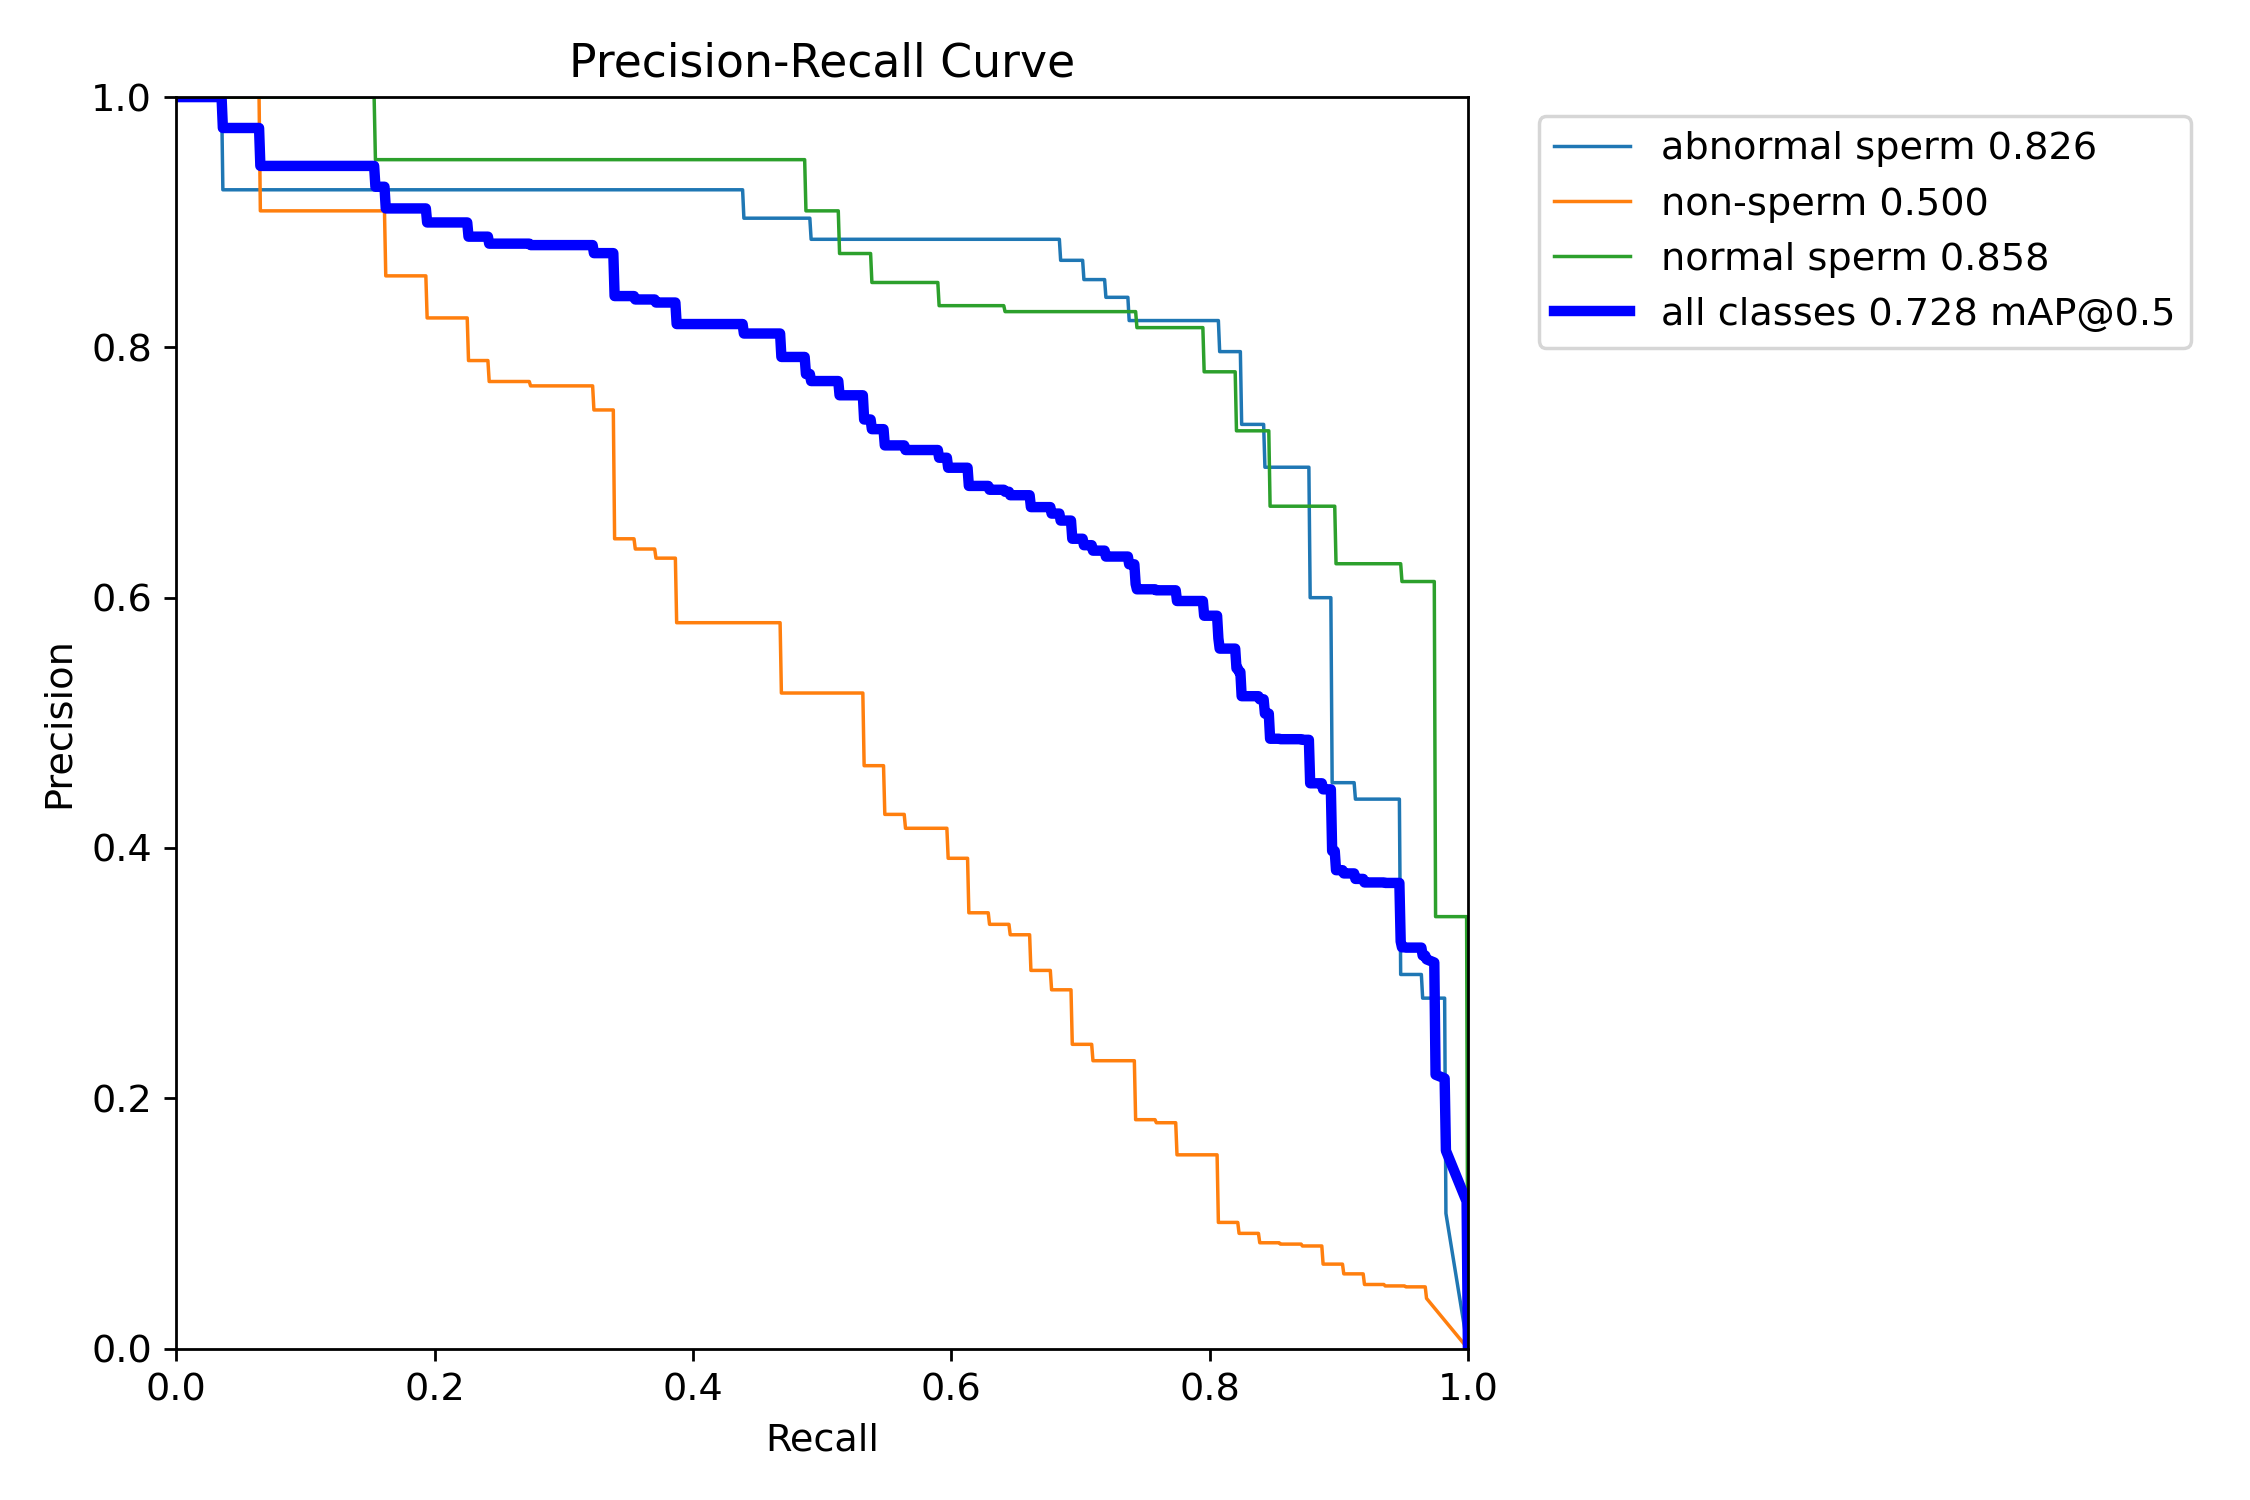 Precision-Recall Curve
1.0
0.8
0.6
0.4
0.2
0.0
Precision
0.0 0.2 0.4 0.6 0.8 1.0
Recall
abnormal sperm 0.826
non-sperm 0.500
normal sperm 0.858
all classes 0.728 mAP@0.5